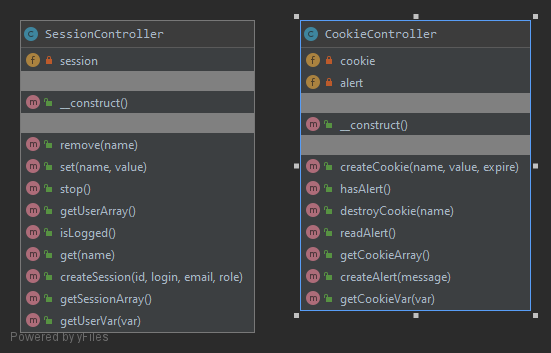 C SessionController
f session
m __construct()
m remove(name)
m set(name, value)
m stop()
m getUserArray()
m isLogged()
m get(name)
m createSession(id, login, email, role)
m getSessionArray()
m getUserVar(var)
C CookieController
f cookie
f alert
m __construct()
m createCookie(name, value, expire)
m hasAlert()
m destroyCookie(name)
m readAlert()
m getCookieArray()
m createAlert(message)
m getCookieVar(var)
Powered by yFiles